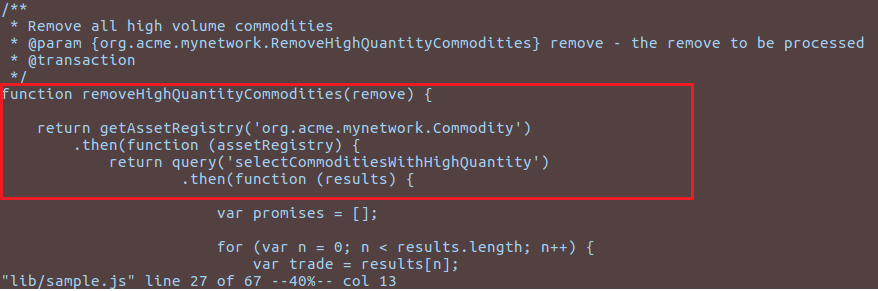 /**
 * Remove all high volume commodities
 * @param {org.acme.mynetwork.RemoveHighQuantityCommodities} remove - the remove to be processed
 * @transaction
 */
function removeHighQuantityCommodities(remove) {
    return getAssetRegistry('org.acme.mynetwork.Commodity')
        .then(function (assetRegistry) {
            return query('selectCommoditiesWithHighQuantity')
                    .then(function (results) {
                        var promises = [];
                        for (var n = 0; n < results.length; n++) {
                            var trade = results[n];
"lib/sample.js" line 27 of 67 --40%-- col 13